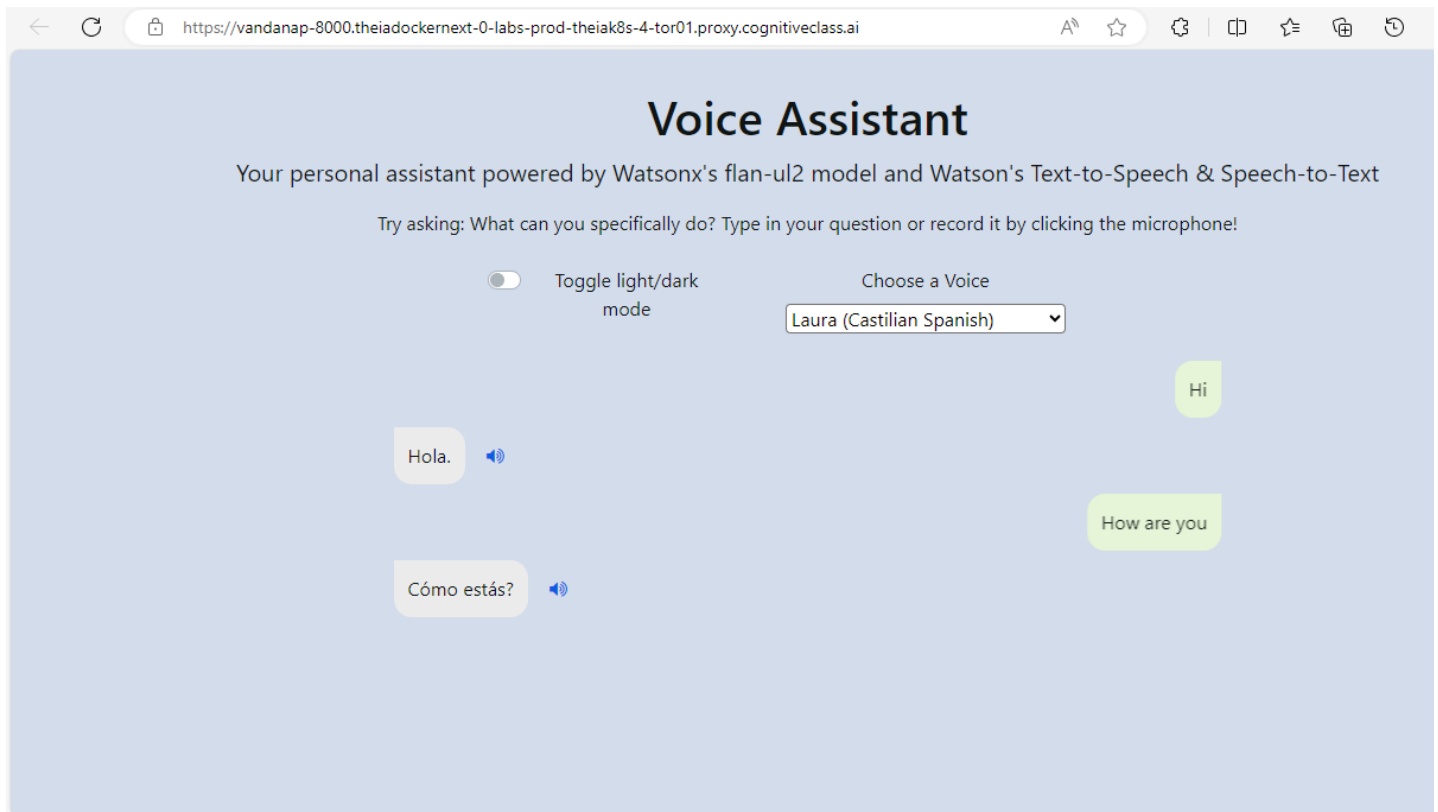 https://vandanap-8000.theiadockernext-0-labs-prod-theiak8s-4-tor01.proxy.cognitiveclass.ai
Voice Assistant
Your personal assistant powered by Watsonx's flan-ul2 model and Watson's Text-to-Speech & Speech-to-Text
Try asking: What can you specifically do? Type in your question or record it by clicking the microphone!
Toggle light/dark
mode
Choose a Voice
Laura (Castilian Spanish)
Hi
Hola.
How are you
Cómo estás?